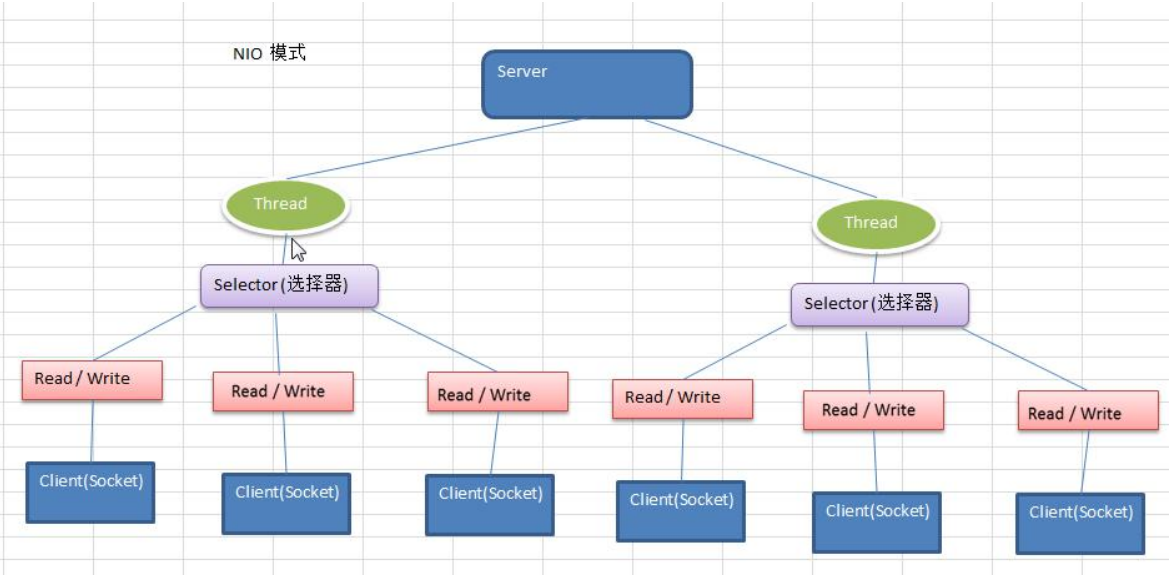 NIO 模式
Server
Thread
Thread
Selector(选择器)
Selector(选择器)
Read / Write
Read / Write
Read / Write
Read / Write
Read / Write
Read / Write
Client(Socket)
Client(Socket)
Client(Socket)
Client(Socket)
Client(Socket)
Client(Socket)